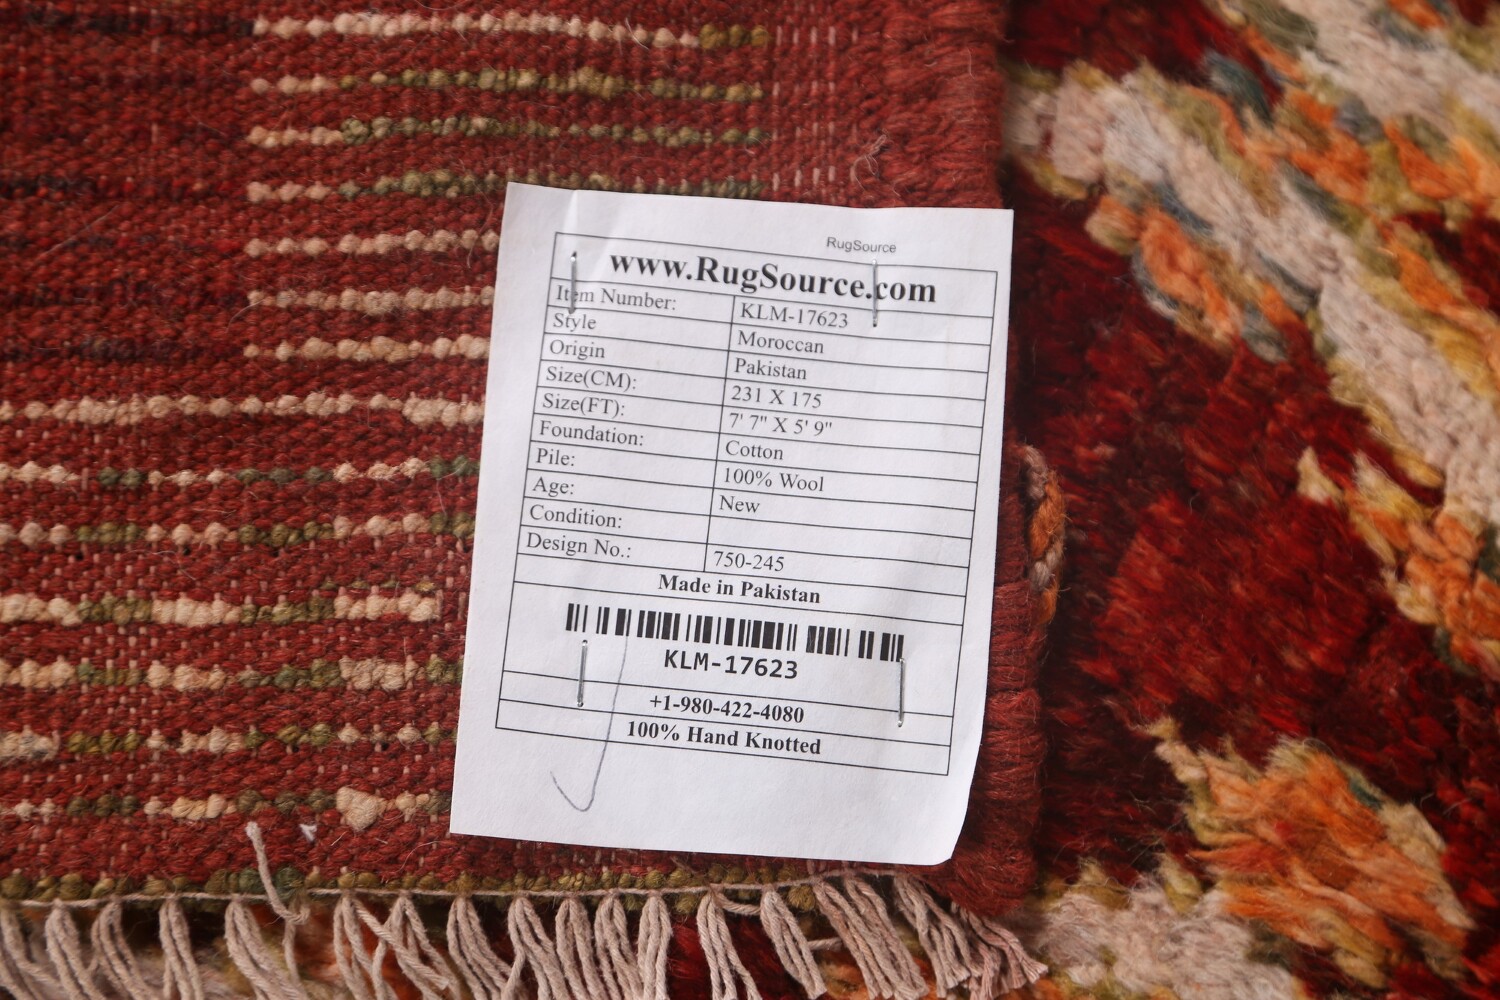 RugSource
www.RugSource.com
Item Number: KLM-17623
Style Moroccan
Origin Pakistan
Size(CM): 231 X 175
Size(FT): 7' 7" X 5' 9"
Foundation: Cotton
Pile: 100% Wool
Age: New
Condition:
Design No.: 750-245
Made in Pakistan
KLM-17623
+1-980-422-4080
100% Hand Knotted